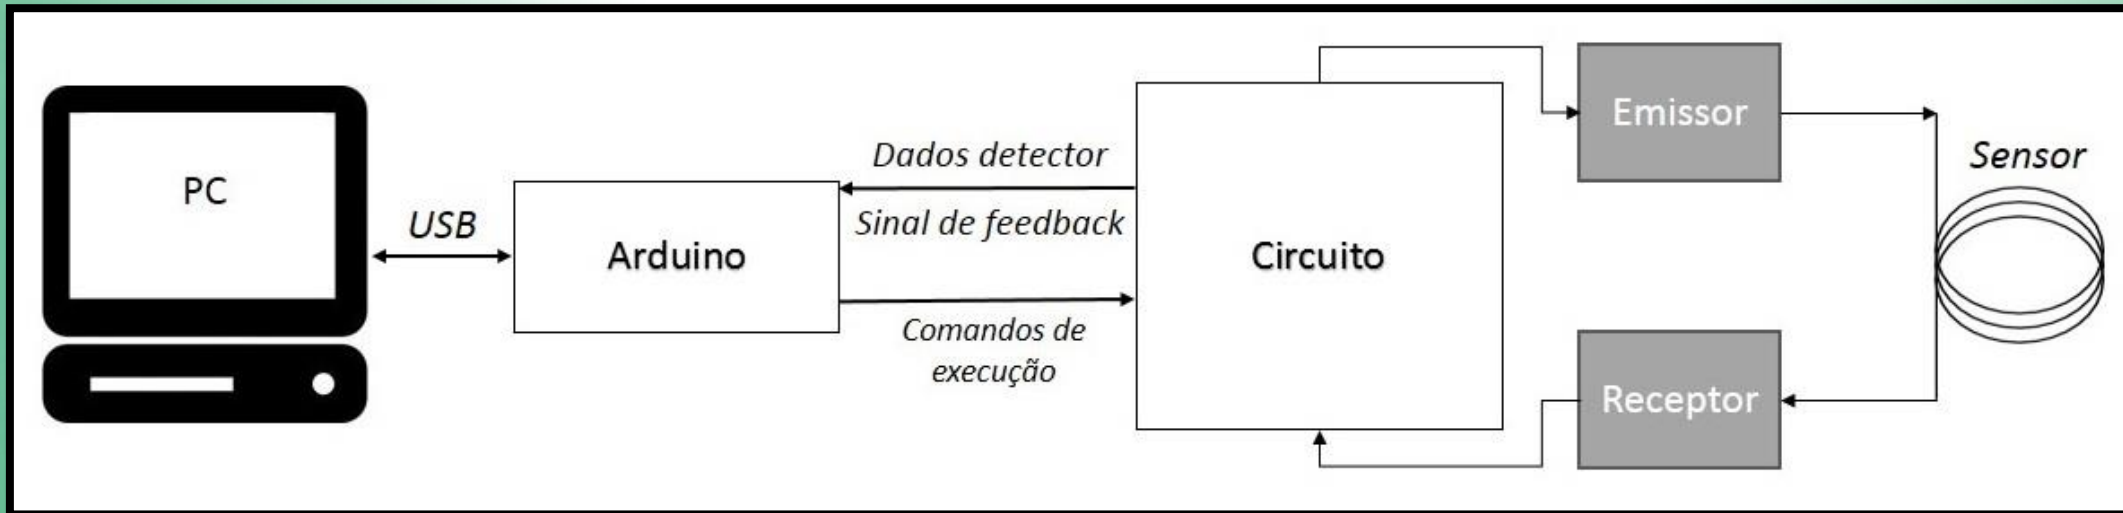 PC
USB
Arduino
Dados detector
Sinal de feedback
Comandos de
execução
Circuito
Emissor
Sensor
Receptor